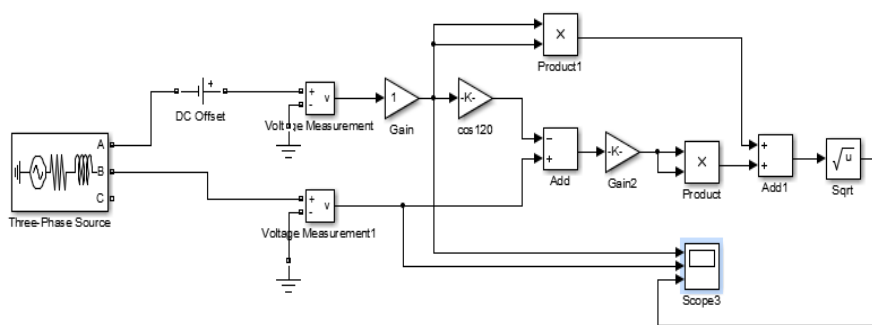 X
Product1
+
DC Offset
+
-
v
Voltage Measurement
1
Gain
-K-
cos120
−
+
Add
-K-
Gain2
X
Product
+
+
Add1
√u
Sqrt
A
B
C
Three-Phase Source
+
-
v
Voltage Measurement1
Scope3